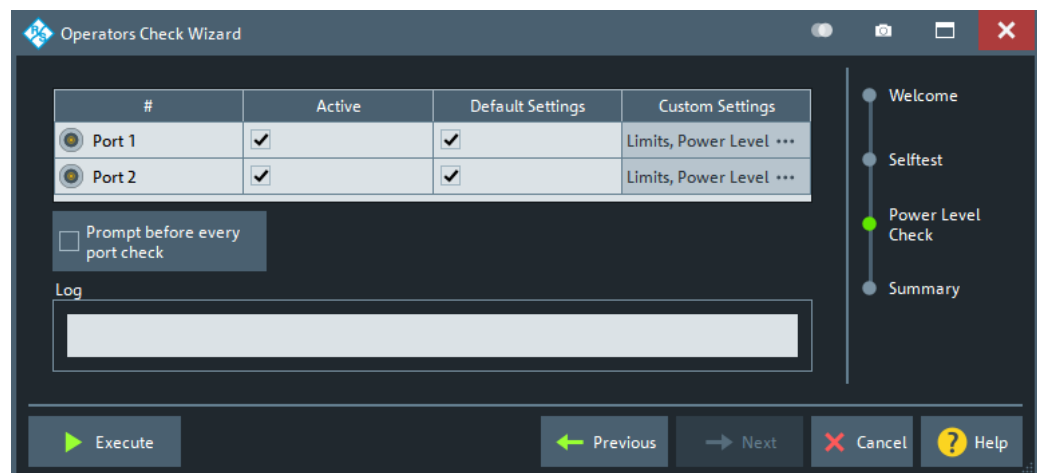 Operators Check Wizard
# Active Default Settings Custom Settings
Port 1 Limits, Power Level ...
Port 2 Limits, Power Level ...
Prompt before every
port check
Log
Welcome
Selftest
Power Level
Check
Summary
Execute Previous Next Cancel ? Help